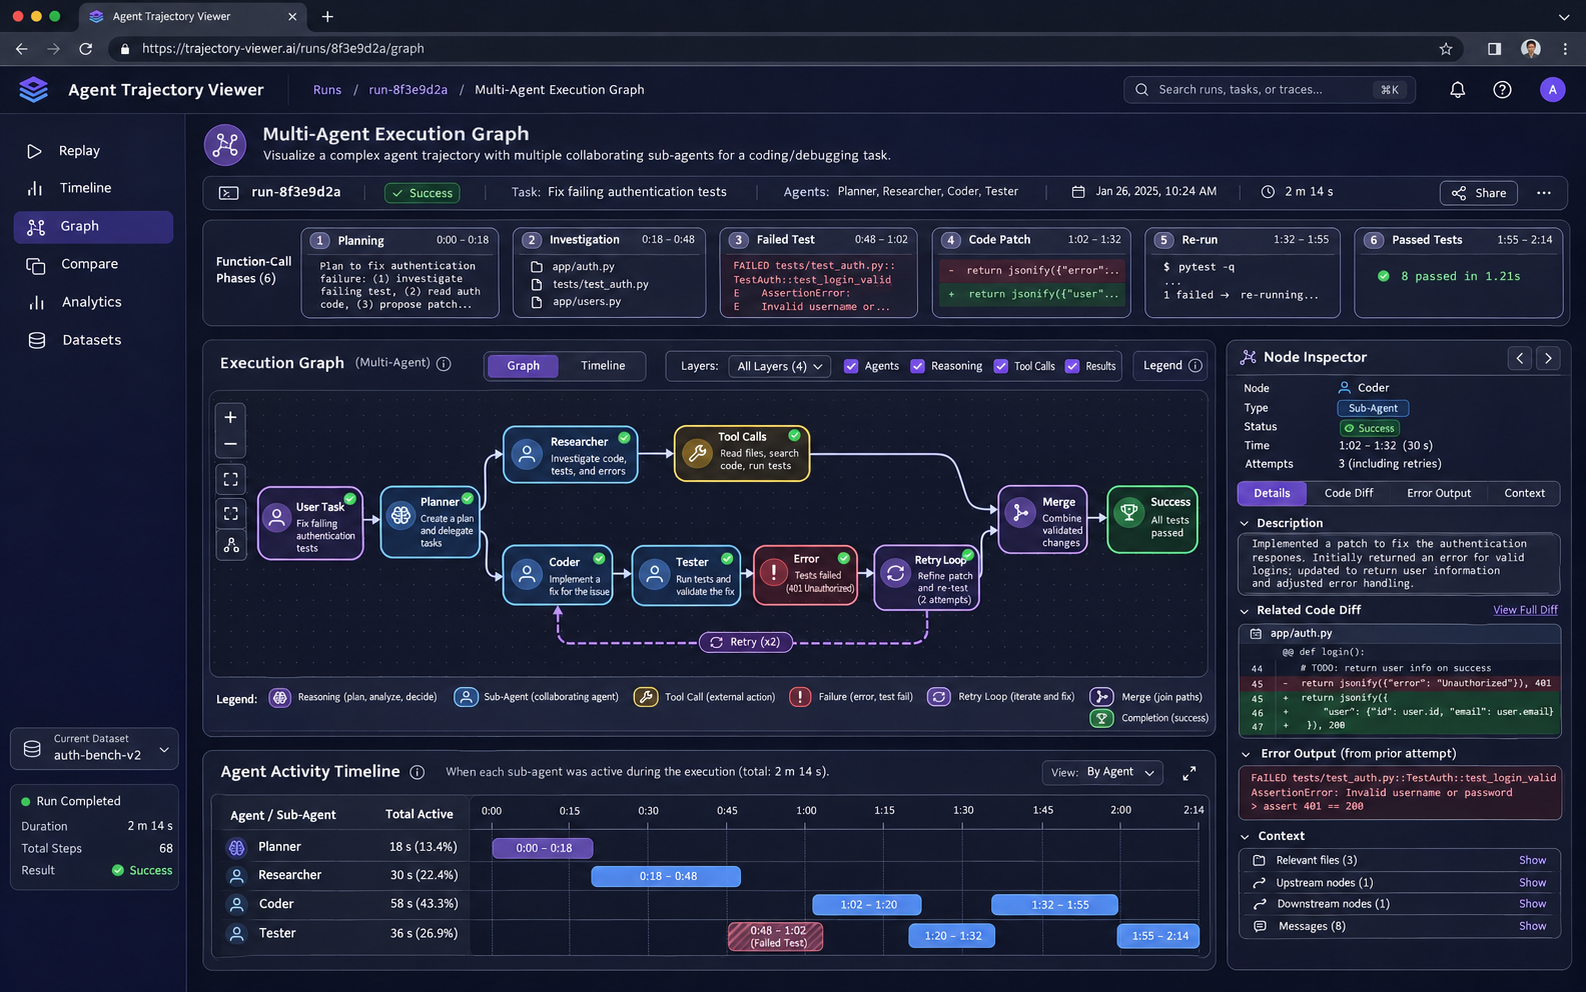 Agent Trajectory Viewer
https://trajectory-viewer.ai/runs/8f3e9d2a/graph
Agent Trajectory Viewer
Runs / run-8f3e9d2a / Multi-Agent Execution Graph
Search runs, tasks, or traces... ⌘K
A
Replay
Timeline
Graph
Compare
Analytics
Datasets
Current Dataset
auth-bench-v2
Run Completed
Duration 2 m 14 s
Total Steps 68
Result Success
Multi-Agent Execution Graph
Visualize a complex agent trajectory with multiple collaborating sub-agents for a coding/debugging task.
run-8f3e9d2a
Success
Task: Fix failing authentication tests
Agents: Planner, Researcher, Coder, Tester
Jan 26, 2025, 10:24 AM
2 m 14 s
Share
Function-Call
Phases (6)
1 Planning 0:00 – 0:18
Plan to fix authentication
failure: (1) investigate
failing test, (2) read auth
code, (3) propose patch...
2 Investigation 0:18 – 0:48
app/auth.py
tests/test_auth.py
app/users.py
3 Failed Test 0:48 – 1:02
FAILED tests/test_auth.py::
TestAuth::test_login_valid
E AssertionError:
E Invalid username or...
4 Code Patch 1:02 – 1:32
- return jsonify({"error":...
+ return jsonify({"user":...
5 Re-run 1:32 – 1:55
$ pytest -q
...
1 failed → re-running...
6 Passed Tests 1:55 – 2:14
8 passed in 1.21s
Execution Graph (Multi-Agent)
Graph
Timeline
Layers: All Layers (4)
Agents
Reasoning
Tool Calls
Results
Legend
+
−
User Task
Fix failing
authentication
tests
Planner
Create a plan
and delegate
tasks
Researcher
Investigate code,
tests, and errors
Tool Calls
Read files, search
code, run tests
Coder
Implement a
fix for the issue
Tester
Run tests and
validate the fix
Error
Tests failed
(401 Unauthorized)
Retry Loop
Refine patch
and re-test
(2 attempts)
Merge
Combine
validated
changes
Success
All tests
passed
Retry (x2)
Legend:
Reasoning (plan, analyze, decide)
Sub-Agent (collaborating agent)
Tool Call (external action)
Failure (error, test fail)
Retry Loop (iterate and fix)
Merge (join paths)
Completion (success)
Agent Activity Timeline
When each sub-agent was active during the execution (total: 2 m 14 s).
View: By Agent
Agent / Sub-Agent Total Active 0:00 0:15 0:30 0:45 1:00 1:15 1:30 1:45 2:00 2:14
Planner 18 s (13.4%) 0:00 – 0:18
Researcher 30 s (22.4%) 0:18 – 0:48
Coder 58 s (43.3%) 1:02 – 1:20 1:32 – 1:55
Tester 36 s (26.9%) 0:48 – 1:02 1:20 – 1:32 1:55 – 2:14
(Failed Test)
Node Inspector
Node Coder
Type Sub-Agent
Status Success
Time 1:02 – 1:32 (30 s)
Attempts 3 (including retries)
Details
Code Diff
Error Output
Context
Description
Implemented a patch to fix the authentication
responses. Initially returned an error for valid
logins; updated to return user information
and adjusted error handling.
Related Code Diff View Full Diff
app/auth.py
@@ def login():
44 # TODO: return user info on success
45 - return jsonify({"error": "Unauthorized"}), 401
45 + return jsonify({
46 + "user": {"id": user.id, "email": user.email}
47 + }), 200
Error Output (from prior attempt)
FAILED tests/test_auth.py::TestAuth::test_login_valid
AssertionError: Invalid username or password
> assert 401 == 200
Context
Relevant files (3) Show
Upstream nodes (1) Show
Downstream nodes (1) Show
Messages (8) Show